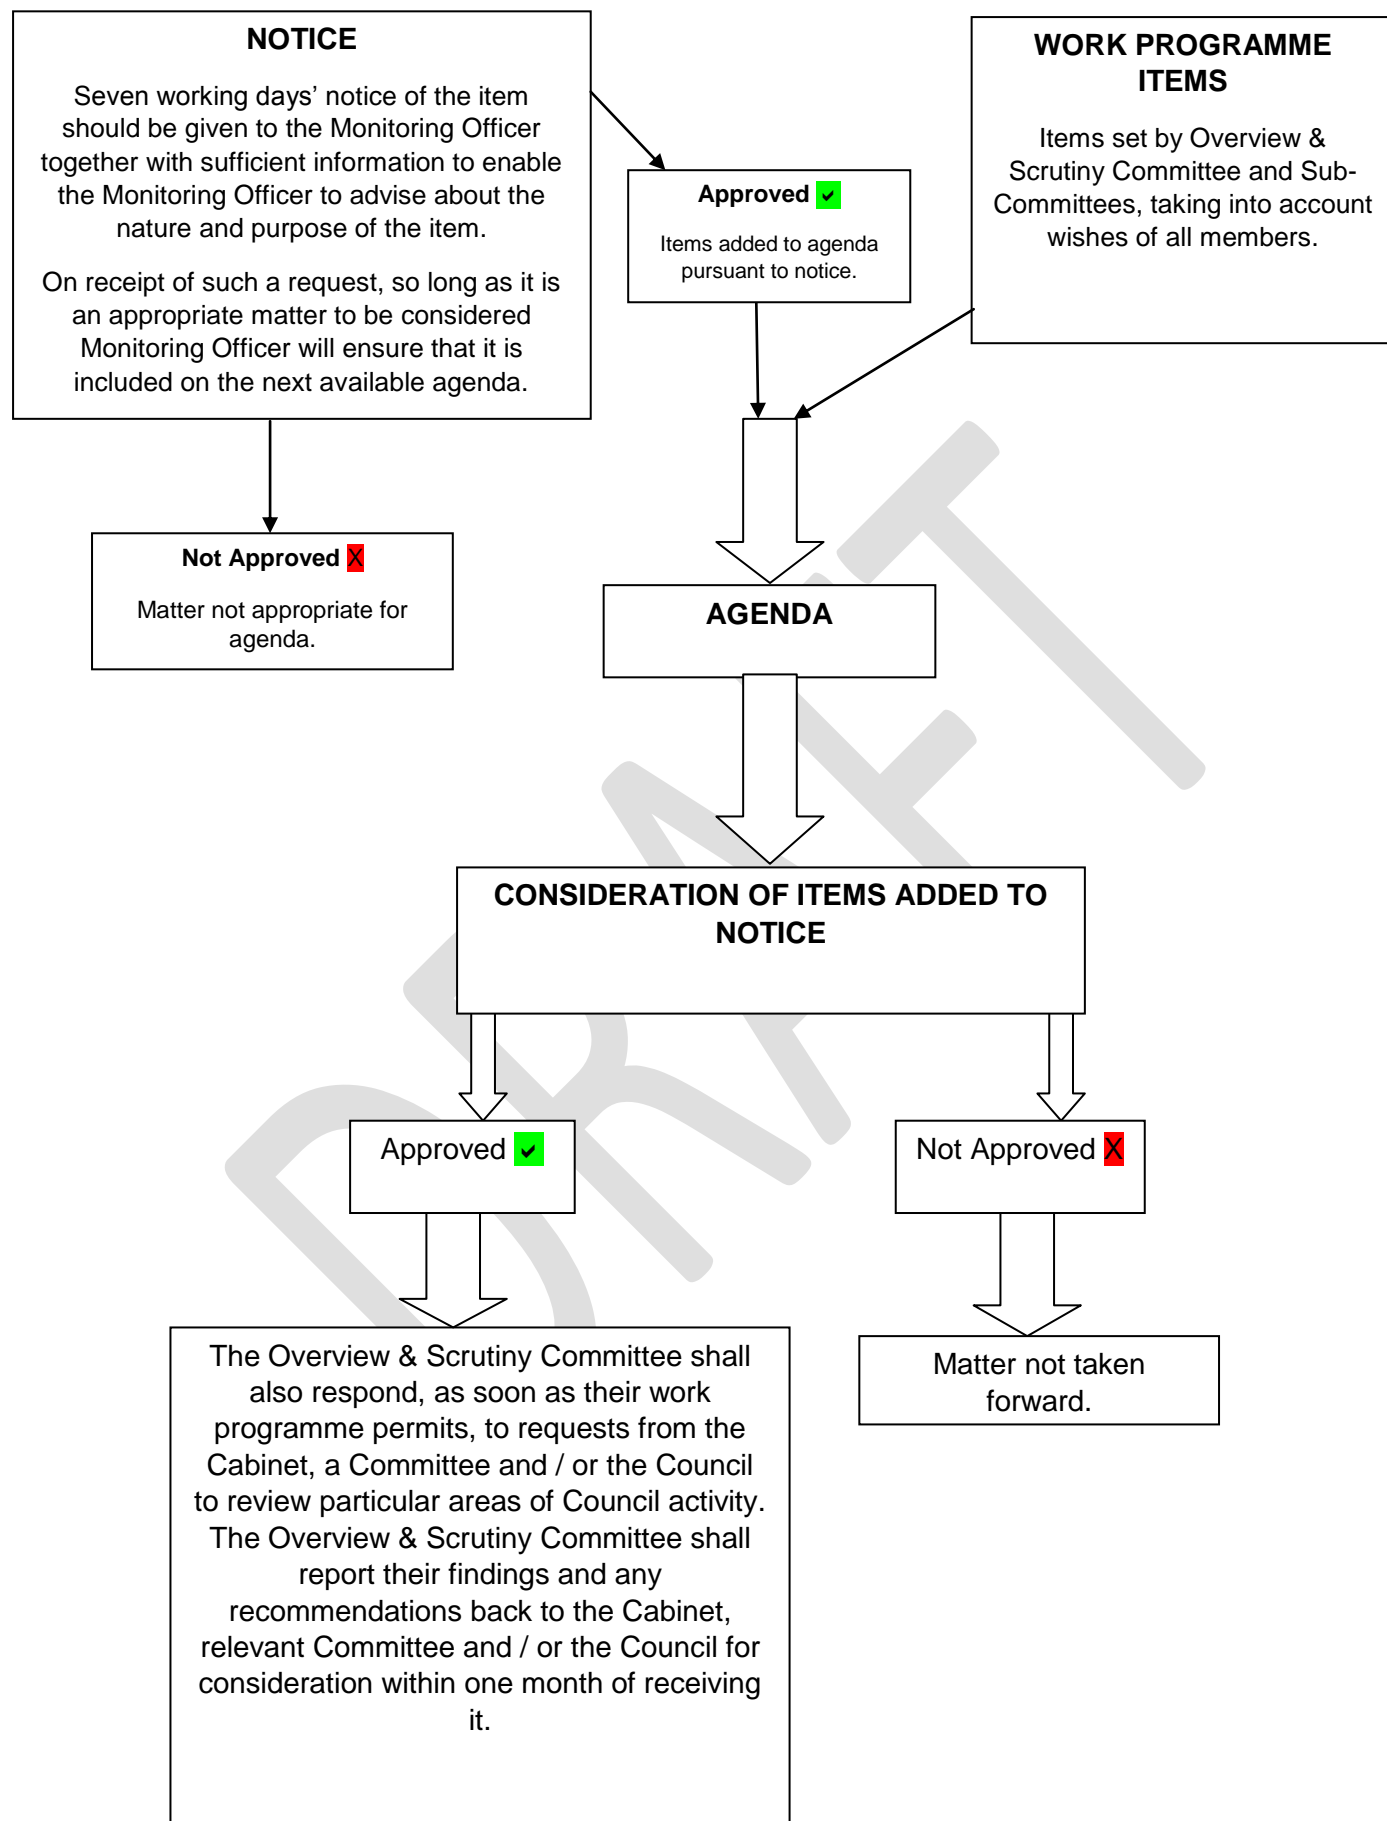 NOTICE
Seven working days’ notice of the item
should be given to the Monitoring Officer
together with sufficient information to enable
the Monitoring Officer to advise about the
nature and purpose of the item.
On receipt of such a request, so long as it is
an appropriate matter to be considered
Monitoring Officer will ensure that it is
included on the next available agenda.
WORK PROGRAMME
ITEMS
Items set by Overview &
Scrutiny Committee and Sub-
Committees, taking into account
wishes of all members.
Approved ✓
Items added to agenda
pursuant to notice.
Not Approved X
Matter not appropriate for
agenda.
AGENDA
CONSIDERATION OF ITEMS ADDED TO
NOTICE
Approved ✓
Not Approved X
The Overview & Scrutiny Committee shall
also respond, as soon as their work
programme permits, to requests from the
Cabinet, a Committee and / or the Council
to review particular areas of Council activity.
The Overview & Scrutiny Committee shall
report their findings and any
recommendations back to the Cabinet,
relevant Committee and / or the Council for
consideration within one month of receiving
it.
Matter not taken
forward.
DRAFT